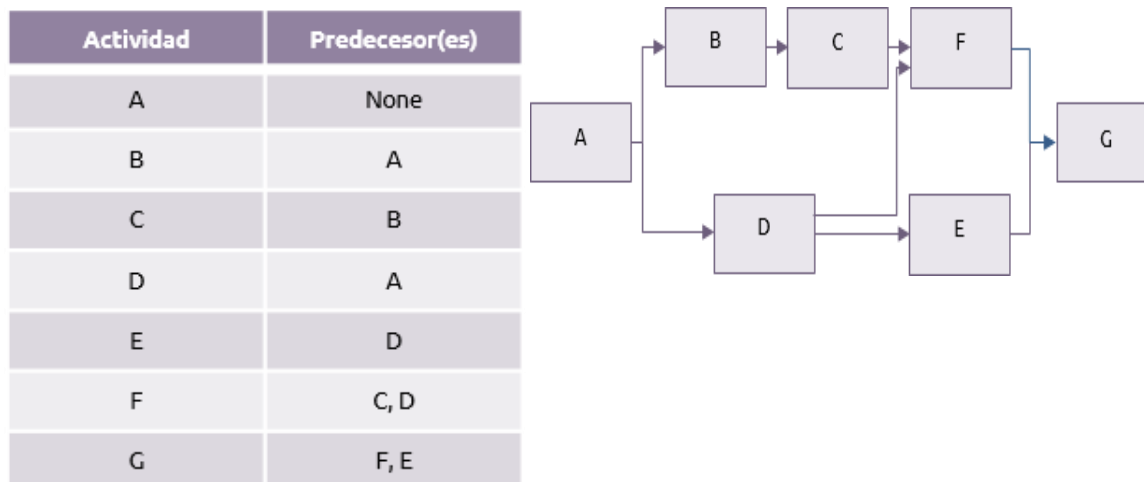 Actividad Predecesor(es)
A None
B A
C B
D A
E D
F C, D
G F, E
B C F
A G
D E